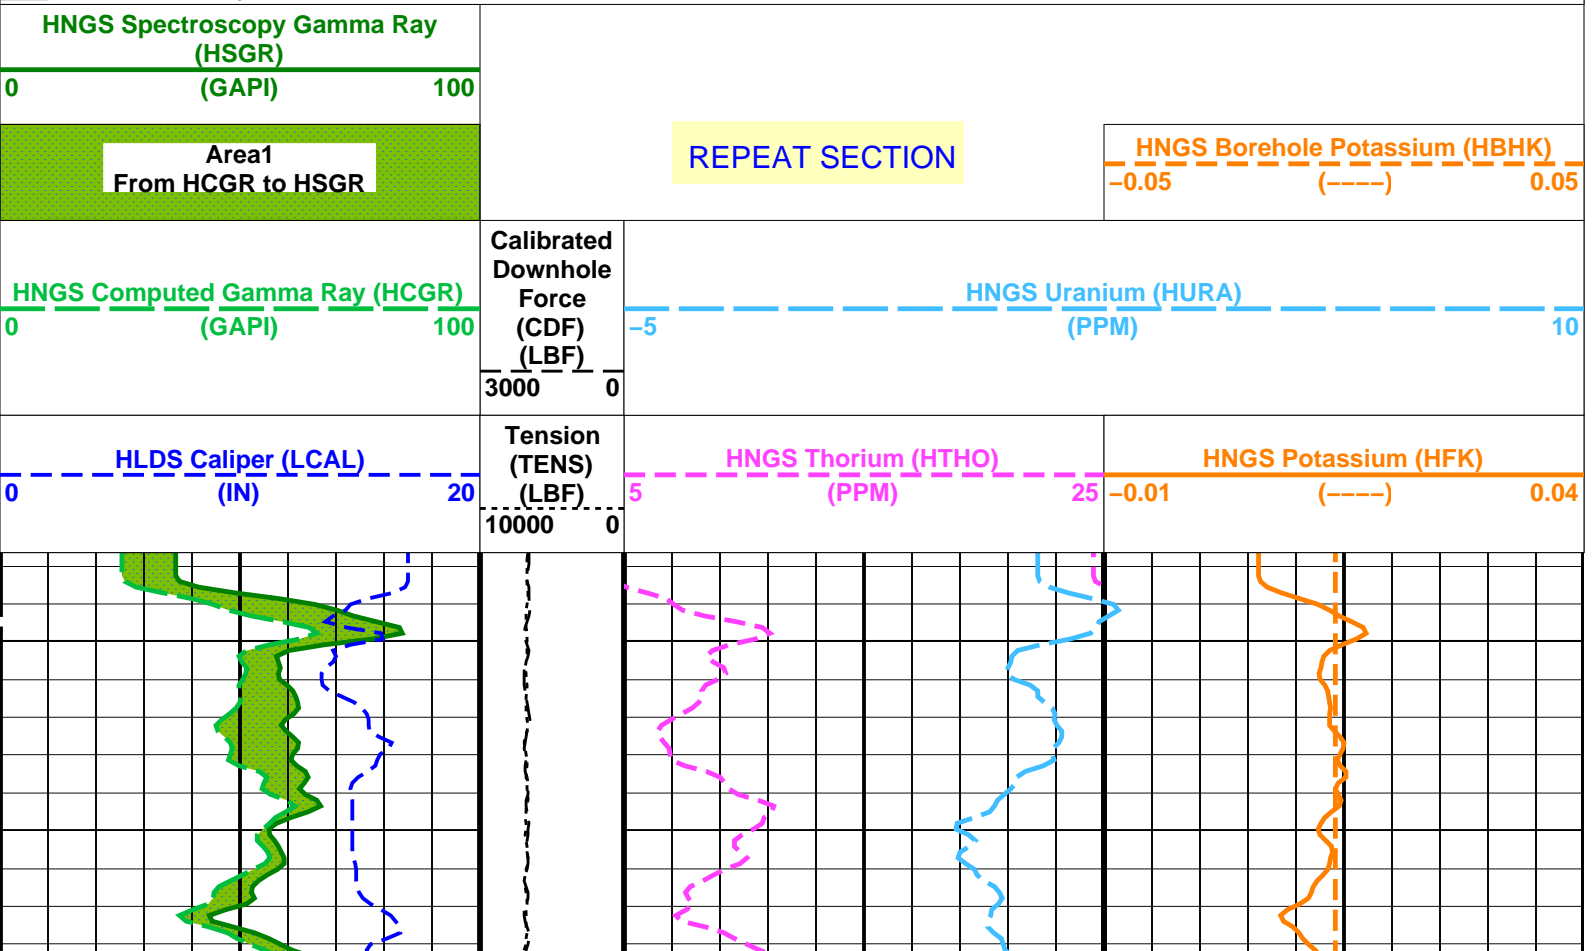 HNGS Spectroscopy Gamma Ray
(HSGR)
0 (GAPI) 100
Area1
From HCGR to HSGR
REPEAT SECTION
HNGS Borehole Potassium (HBHK)
−0.05 (−−−−) 0.05
HNGS Computed Gamma Ray (HCGR)
0 (GAPI) 100
Calibrated
Downhole
Force
(CDF)
(LBF)
3000 0
HNGS Uranium (HURA)
−5 (PPM) 10
HLDS Caliper (LCAL)
0 (IN) 20
Tension
(TENS)
(LBF)
10000 0
HNGS Thorium (HTHO)
5 (PPM) 25
HNGS Potassium (HFK)
−0.01 (−−−−) 0.04